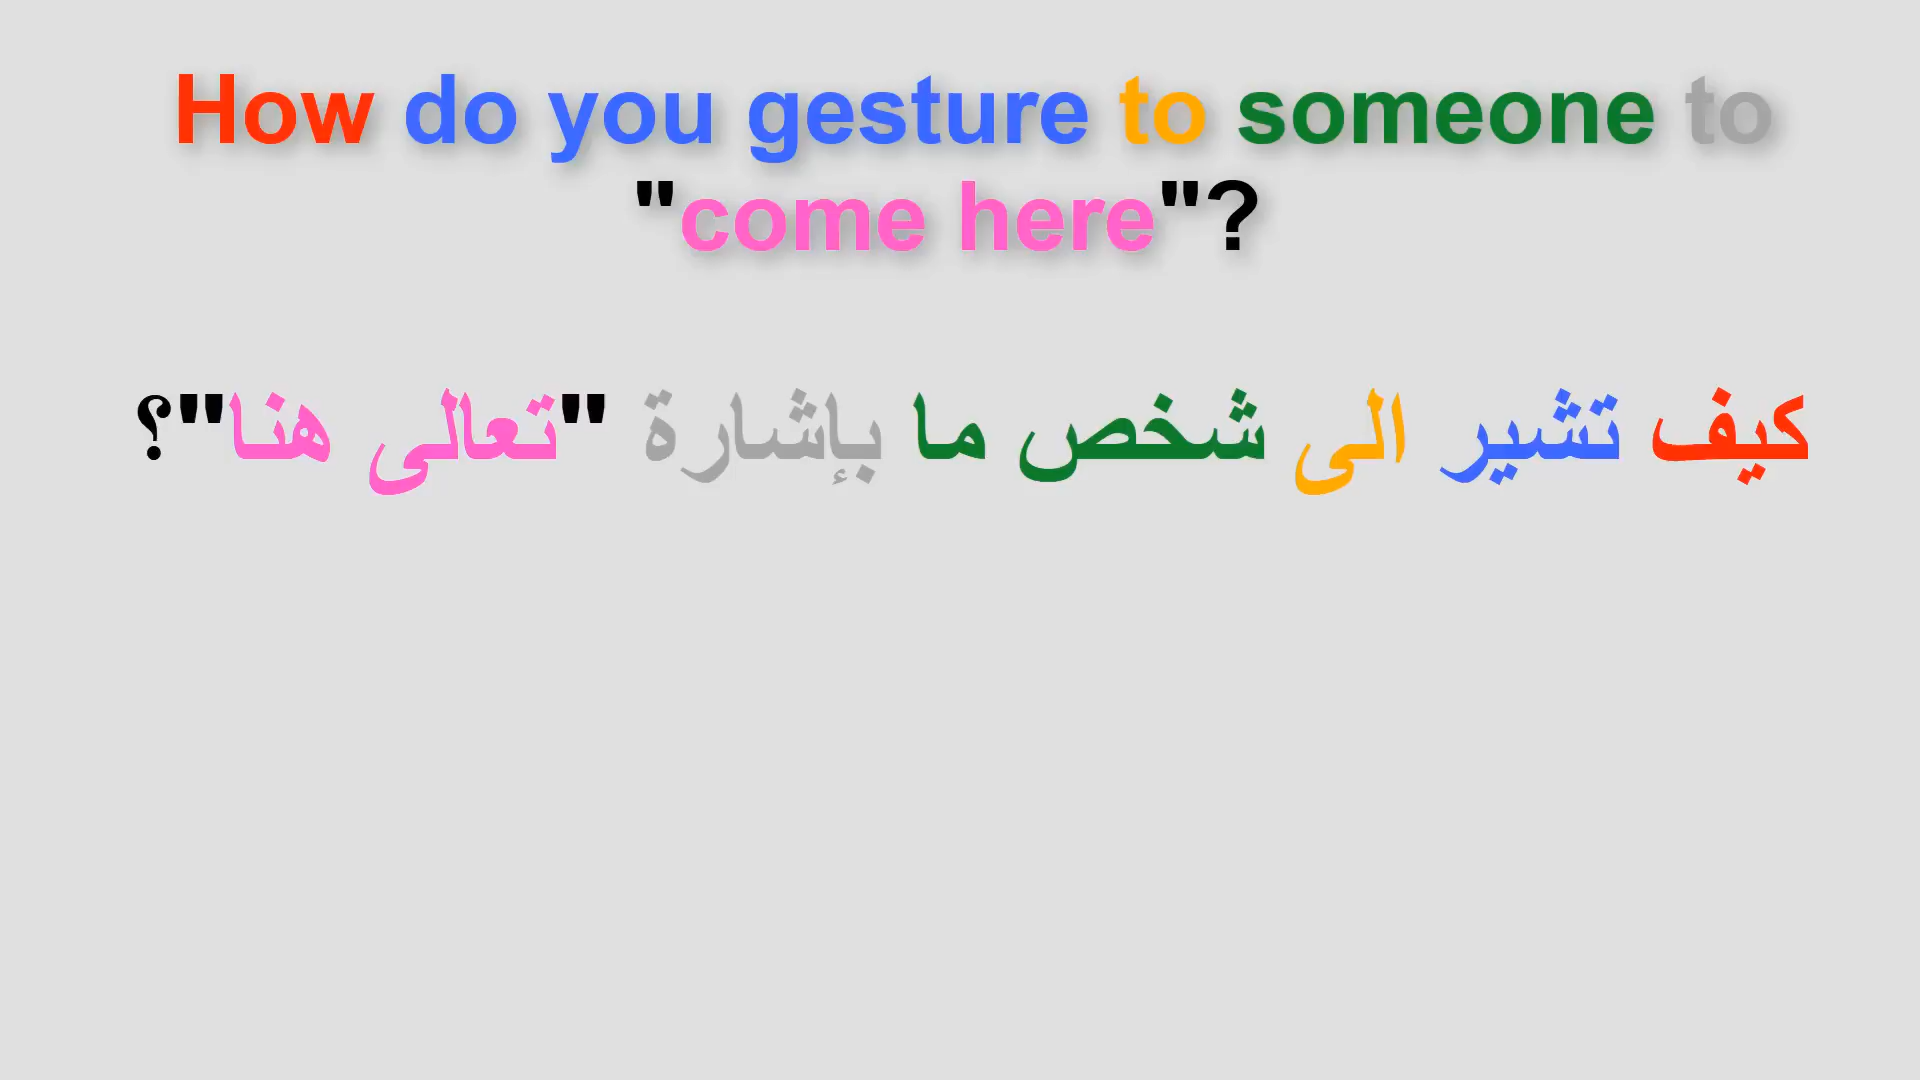 How do you gesture to someone to
"come here"?
كيف تشير الى شخص ما بإشارة "تعالى هنا"؟